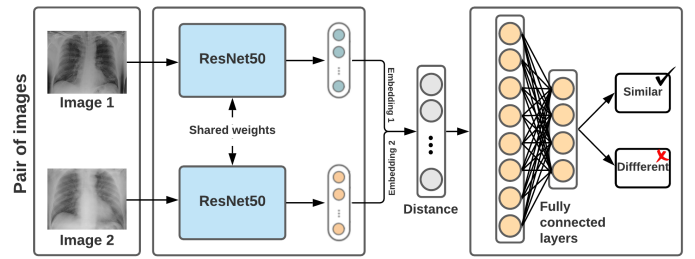 Pair of images
Image 1
Image 2
ResNet50
Shared weights
ResNet50
Embedding 1
Embedding 2
Distance
Fully
connected
layers
Similar
Diffferent